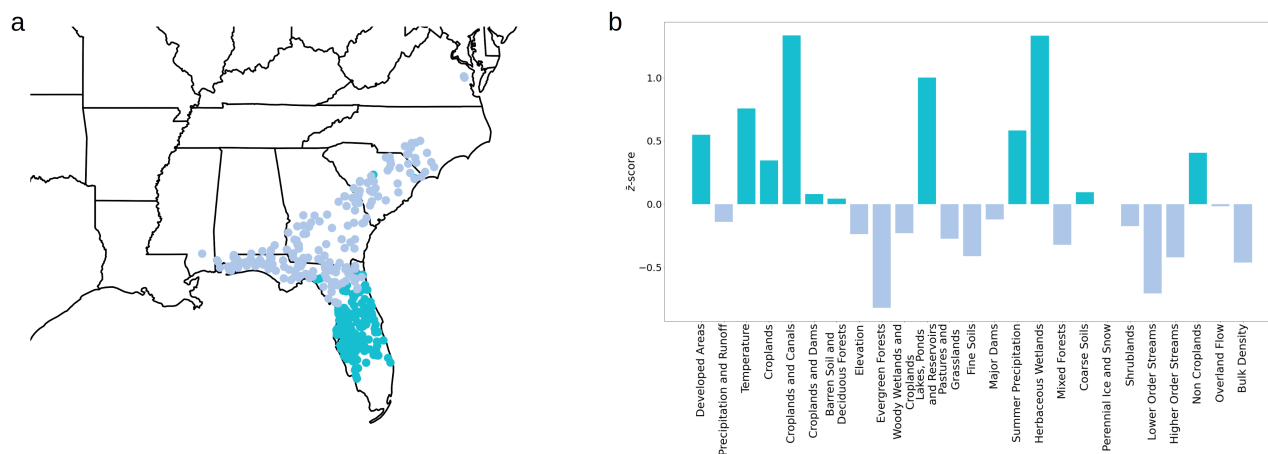 a
b
1.0
0.5
0.0
−0.5
z̄-score
Developed Areas
Precipitation and Runoff
Temperature
Croplands
Croplands and Canals
Croplands and Dams
Barren Soil and
Deciduous Forests
Elevation
Evergreen Forests
Woody Wetlands and
Croplands
Lakes, Ponds
and Reservoirs
Pastures and
Grasslands
Fine Soils
Major Dams
Summer Precipitation
Herbaceous Wetlands
Mixed Forests
Coarse Soils
Perennial Ice and Snow
Shrublands
Lower Order Streams
Higher Order Streams
Non Croplands
Overland Flow
Bulk Density